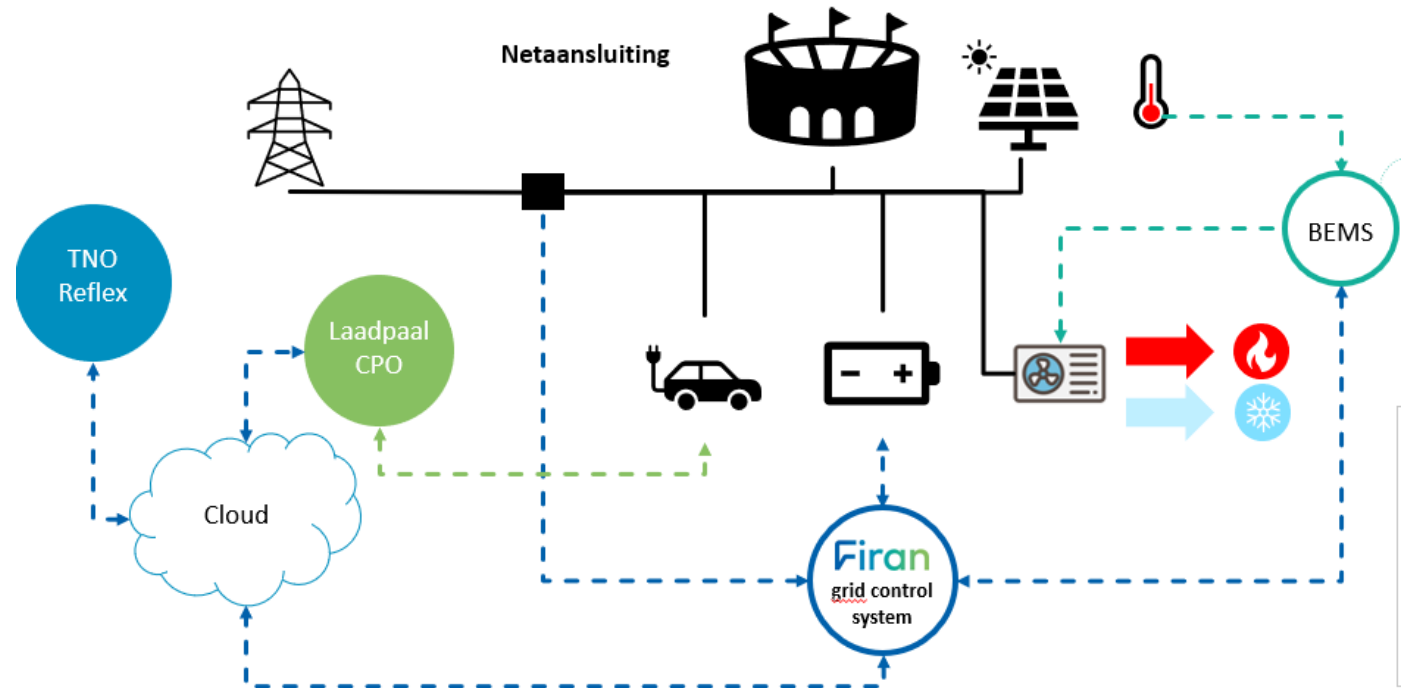 Netaansluiting
TNO
Reflex
Laadpaal
CPO
BEMS
Cloud
Firan
grid control
system